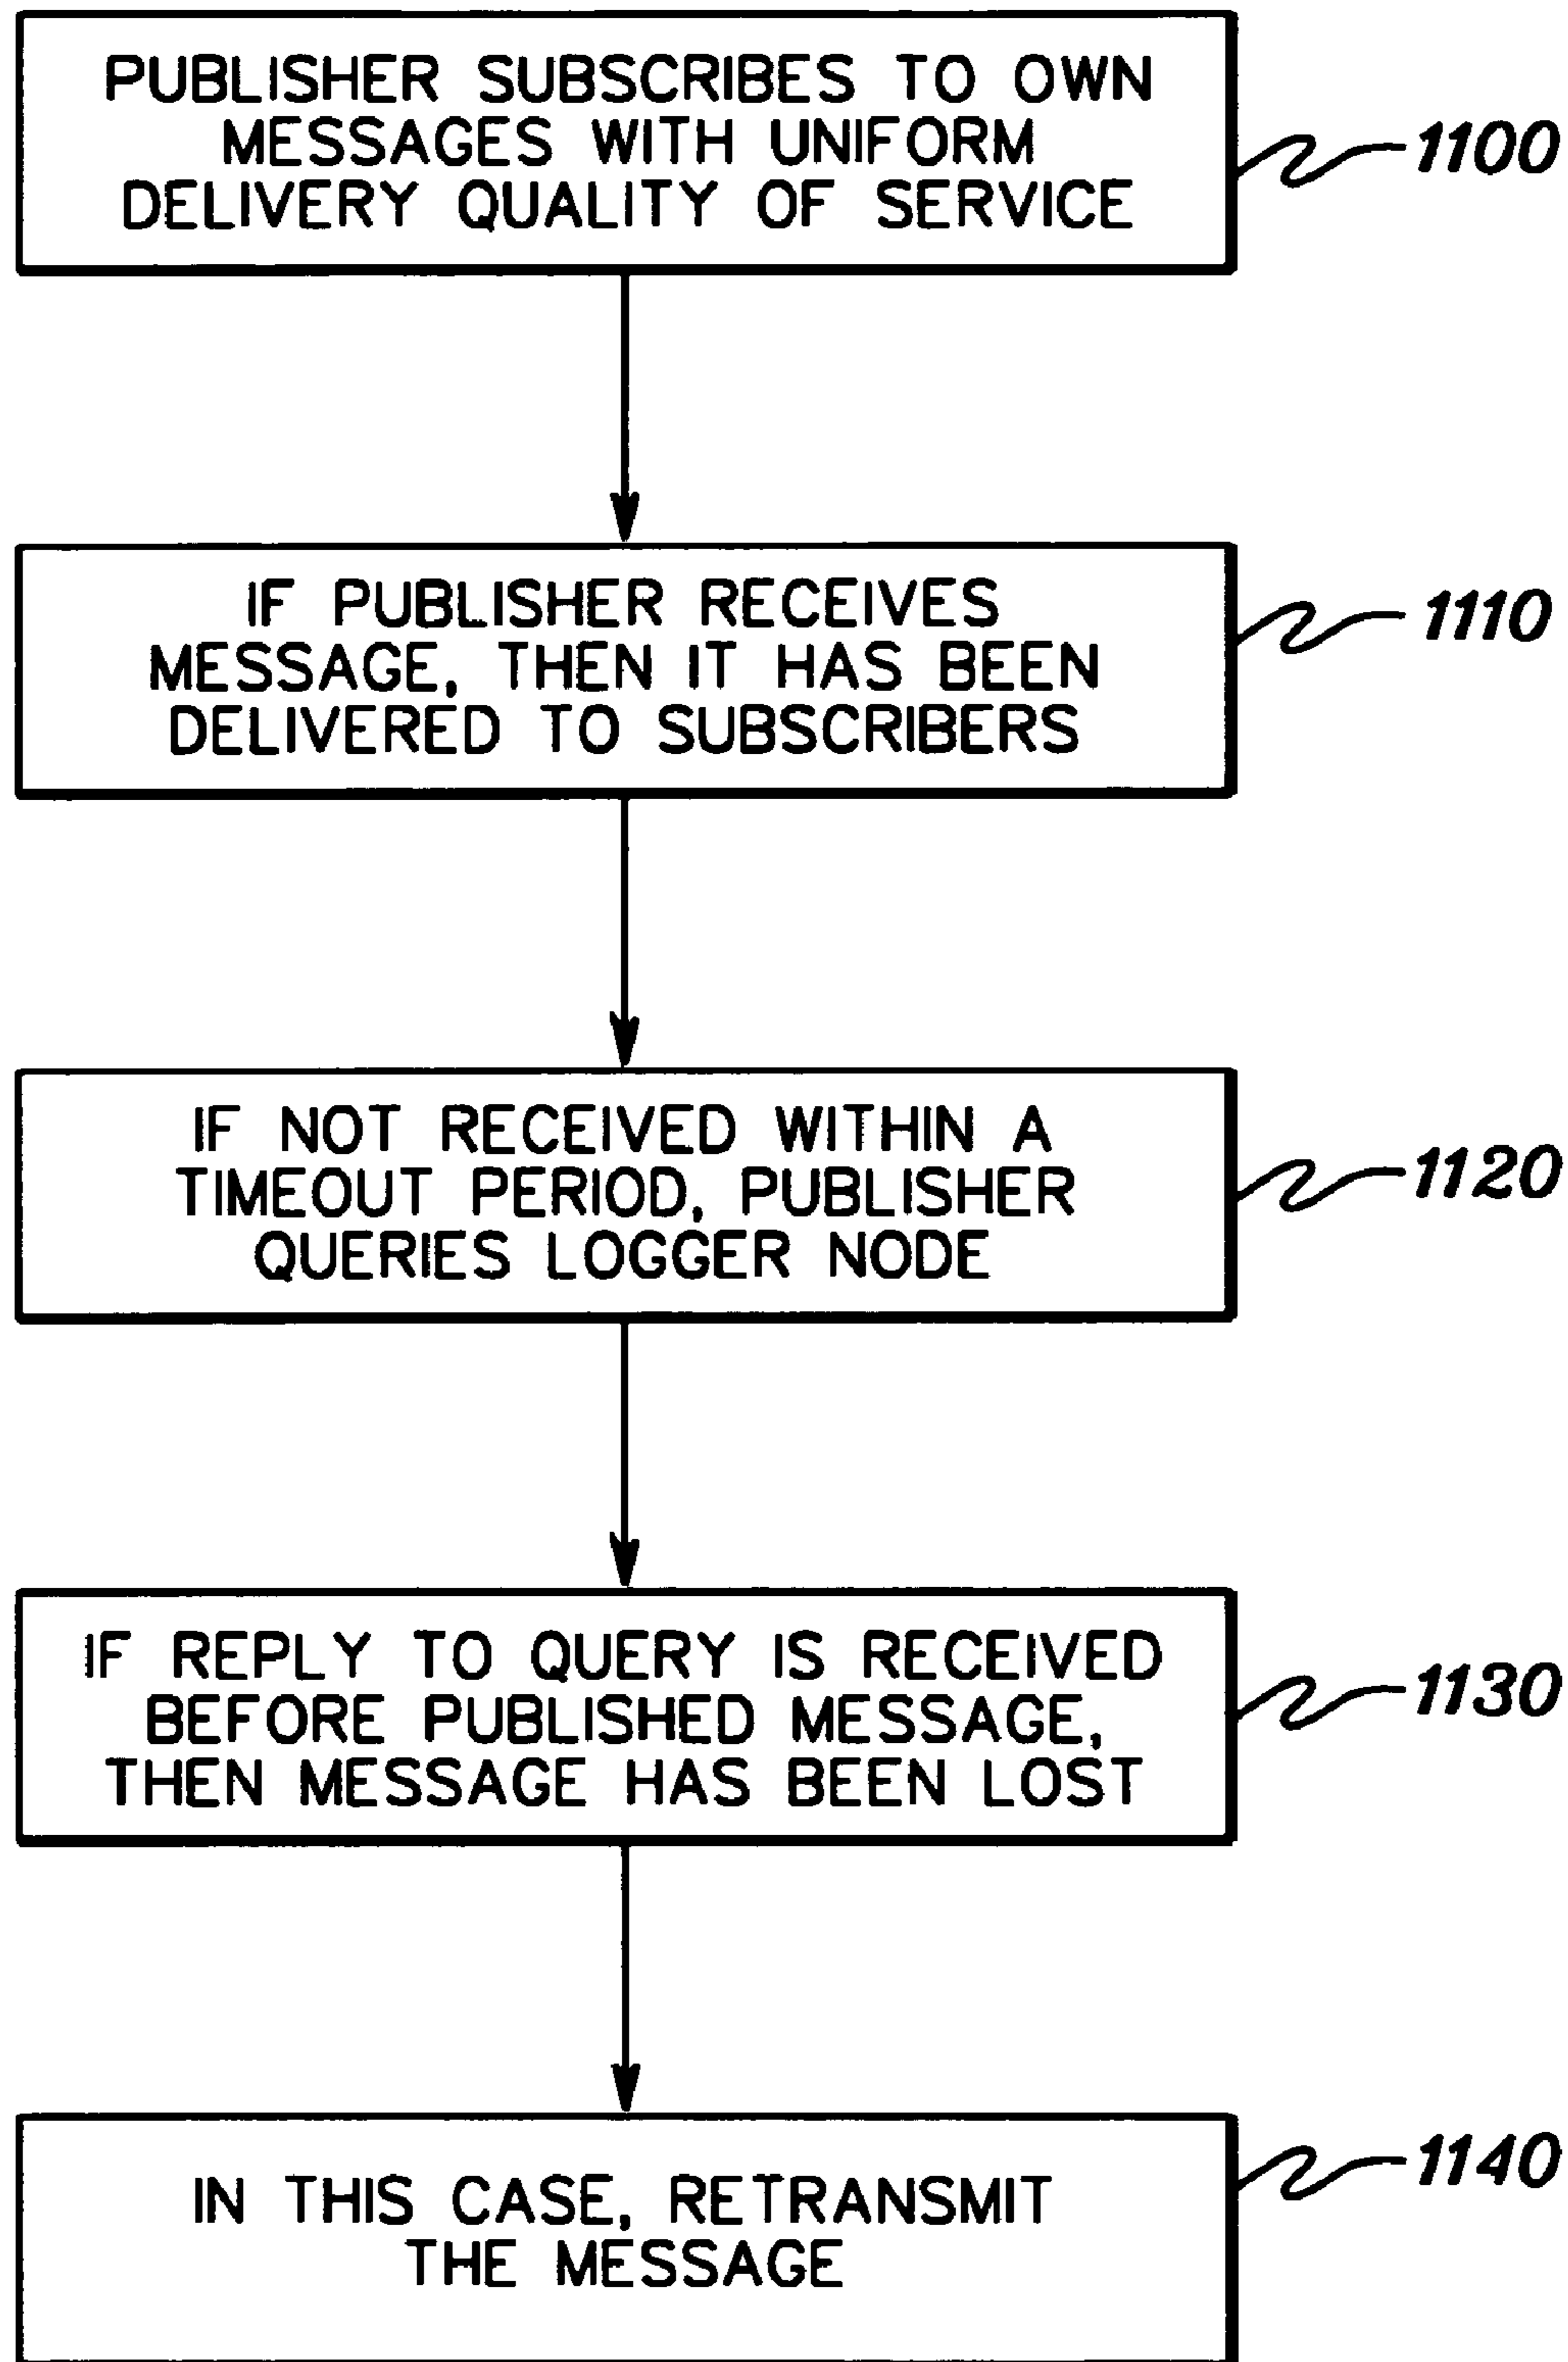 PUBLISHER SUBSCRIBES TO OWN
MESSAGES WITH UNIFORM
DELIVERY QUALITY OF SERVICE
1100
IF PUBLISHER RECEIVES
MESSAGE, THEN IT HAS BEEN
DELIVERED TO SUBSCRIBERS
1110
IF NOT RECEIVED WITHIN A
TIMEOUT PERIOD, PUBLISHER
QUERIES LOGGER NODE
1120
IF REPLY TO QUERY IS RECEIVED
BEFORE PUBLISHED MESSAGE,
THEN MESSAGE HAS BEEN LOST
1130
IN THIS CASE, RETRANSMIT
THE MESSAGE
1140